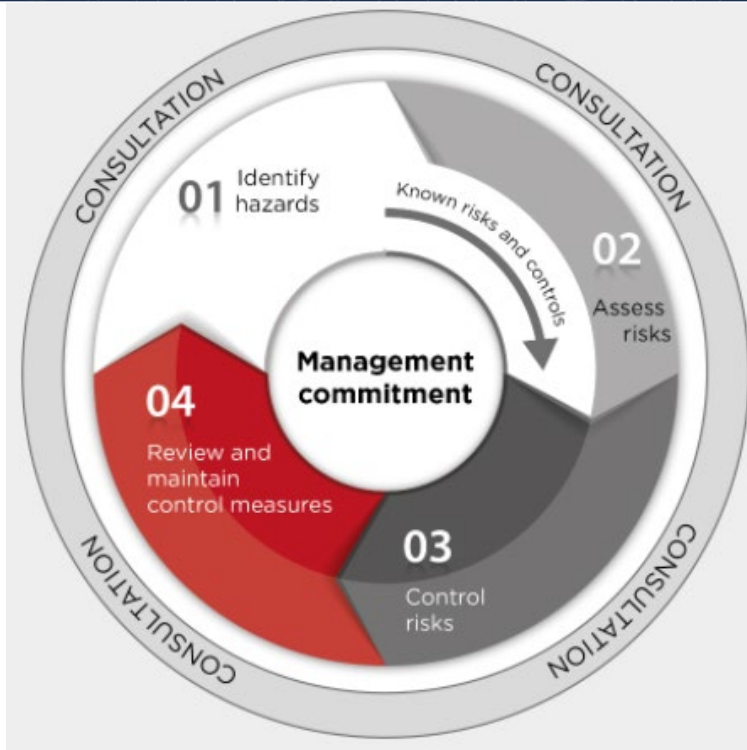 CONSULTATION
CONSULTATION
01
Identify
hazards
Known risks and controls
02
Assess
risks
Management
commitment
04
Review and
maintain
control measures
03
Control
risks
CONSULTATION
CONSULTATION